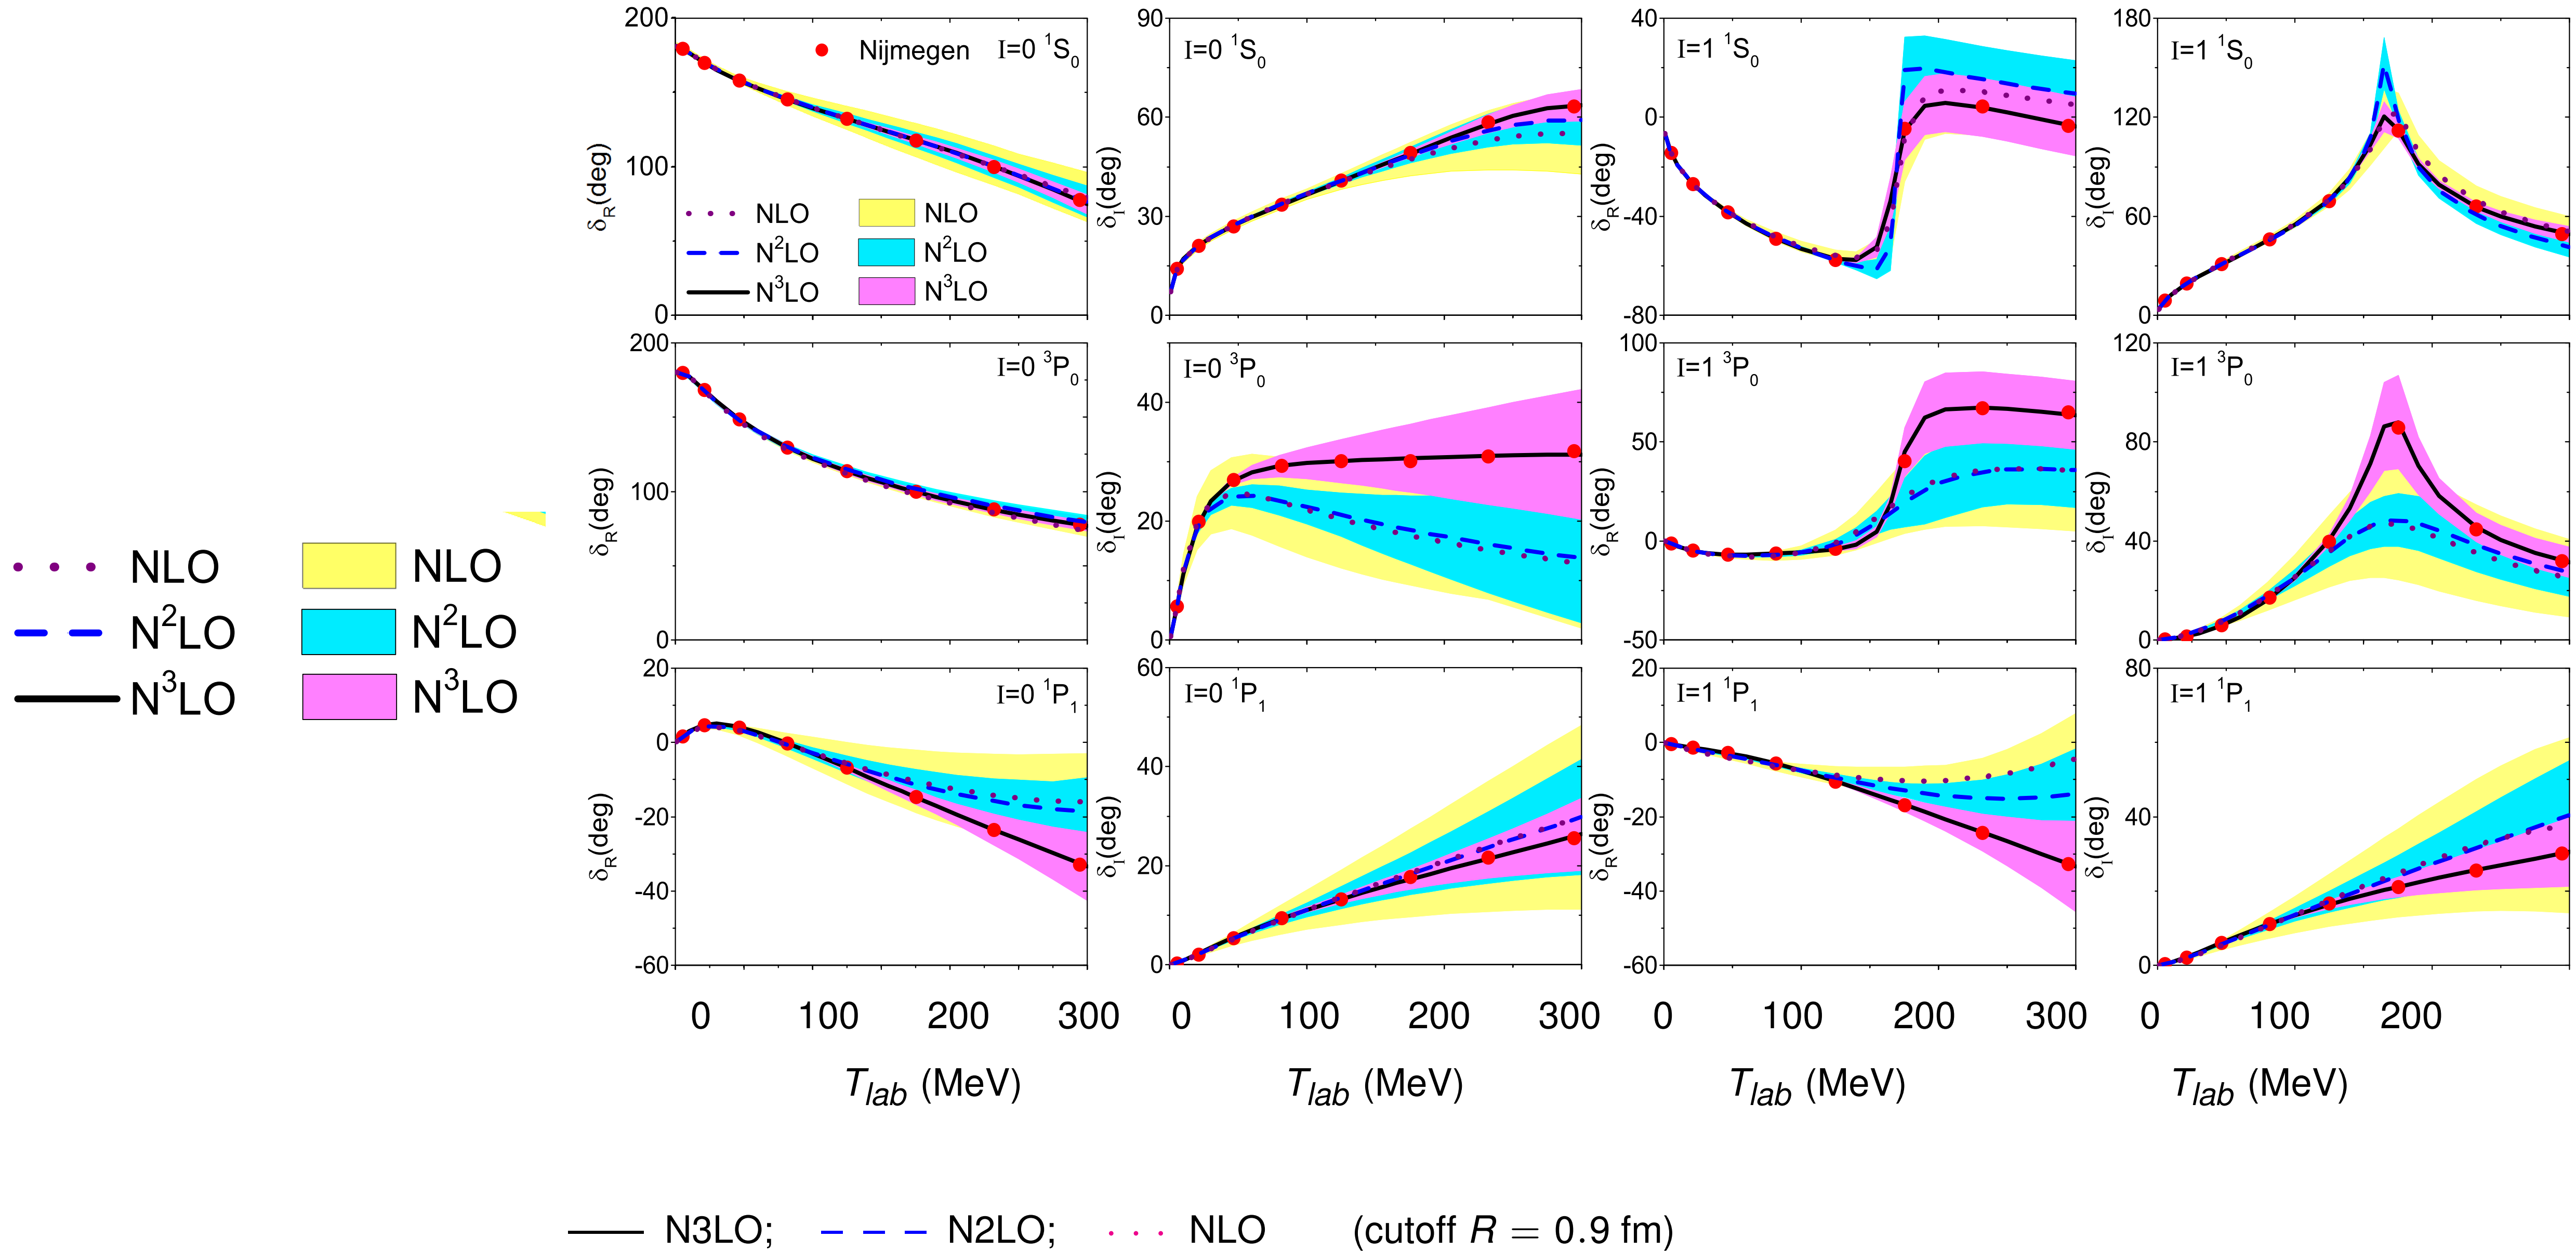 200 90 40 180
Nijmegen I=0 ¹S₀ I=0 ¹S₀ I=1 ¹S₀ I=1 ¹S₀
100 60 30 0 -40 120 60
δR(deg) δI(deg) δR(deg) δI(deg)
NLO NLO
N²LO N²LO
N³LO N³LO
0 0 -80 0
200 100 120
I=0 ³P₀ I=0 ³P₀ I=1 ³P₀ I=1 ³P₀
100 40 20 50 0 80 40
δR(deg) δI(deg) δR(deg) δI(deg)
0 0 -50 0
NLO NLO
N²LO N²LO
N³LO N³LO
20 60 20 80
I=0 ¹P₁ I=0 ¹P₁ I=1 ¹P₁ I=1 ¹P₁
0 -20 -40 40 20 0 -20 -40 40
δR(deg) δI(deg) δR(deg) δI(deg)
-60 0 -60 0
0 100 200 300 0 100 200 300 0 100 200 300 0 100 200
Tlab (MeV) Tlab (MeV) Tlab (MeV) Tlab (MeV)
N3LO; N2LO; NLO (cutoff R = 0.9 fm)